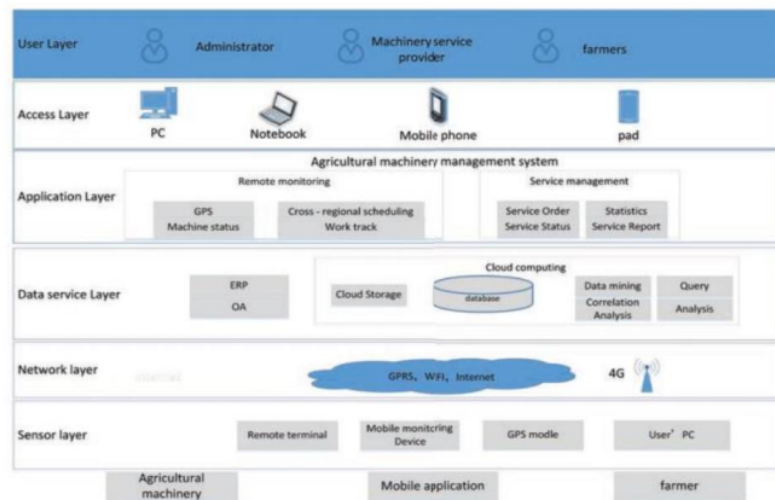 User Layer
Administrator
Machinery service
provider
farmers
Access Layer
PC
Notebook
Mobile phone
pad
Agricultural machinery management system
Application Layer
Remote monitoring
GPS
Machine status
Cross - regional scheduling
Work track
Service management
Service Order
Service Status
Statistics
Service Report
Data service Layer
ERP
OA
Cloud computing
Cloud Storage
database
Data mining
Correlation
Analysis
Query
Analysis
Network layer
GPRS, WIFI, Internet
4G
Sensor layer
Remote terminal
Mobile monitoring
Device
GPS modle
User' PC
Agricultural
machinery
Mobile application
farmer